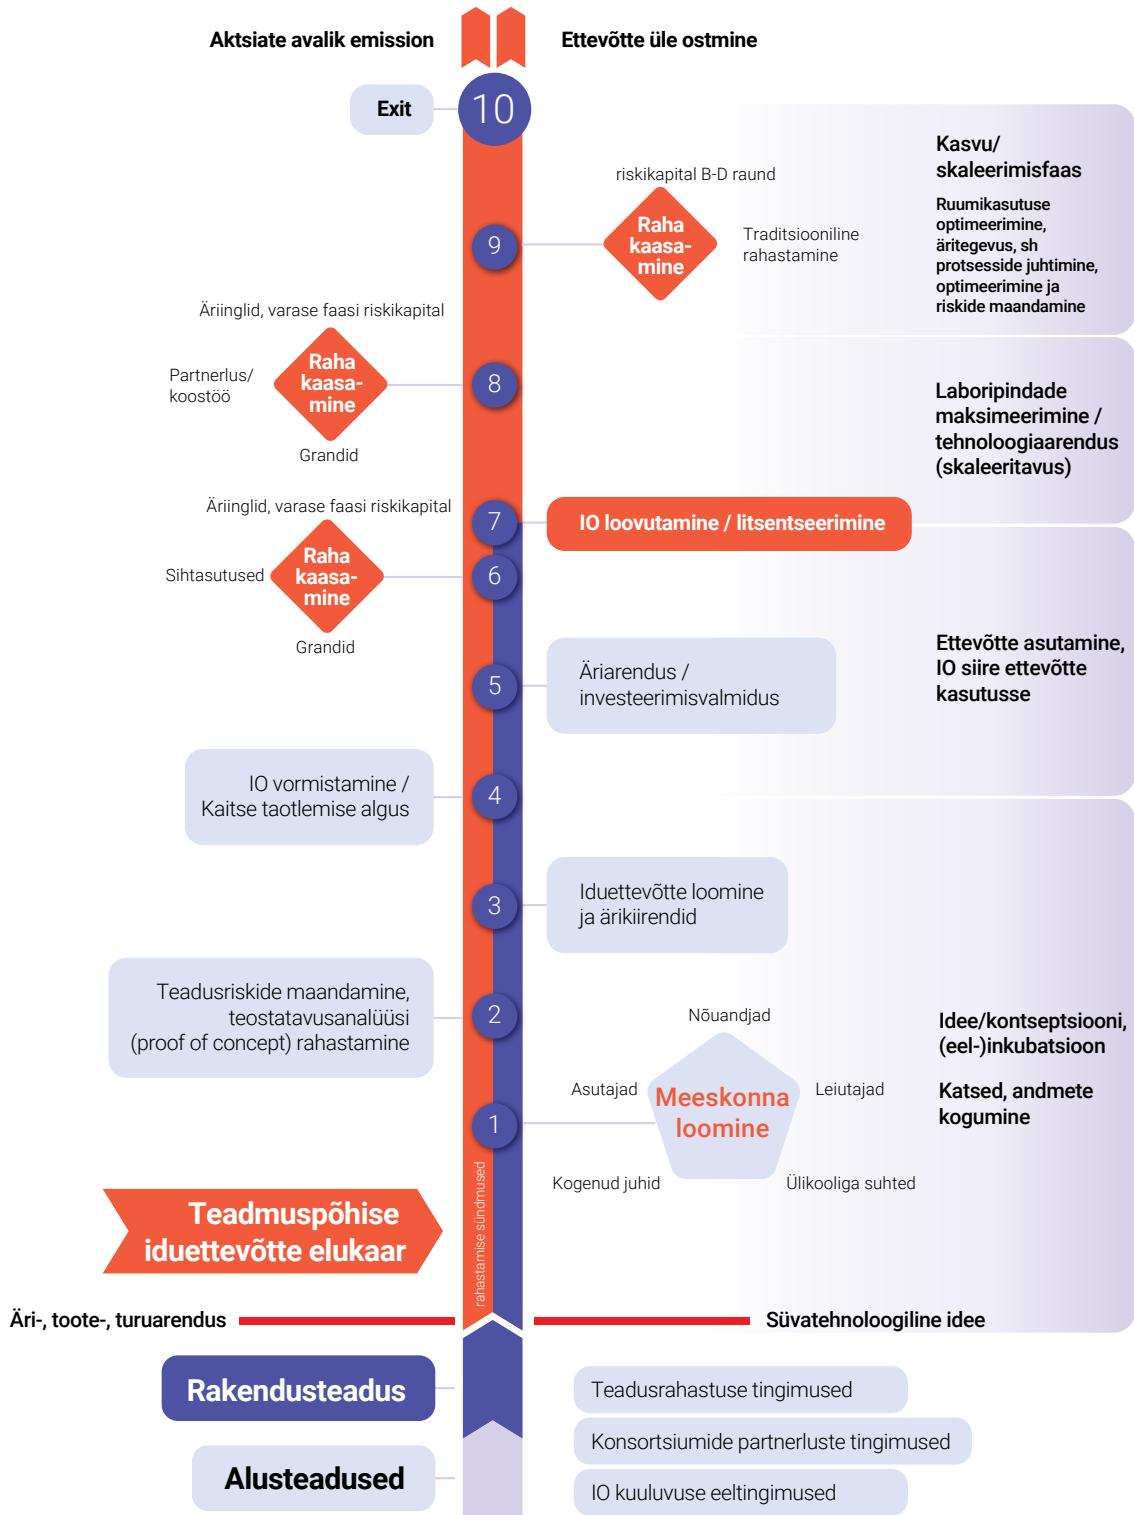 Aktsiate avalik emission
Ettevõtte üle ostmine
Exit
10
Kasvu/
skaleerimisfaas
Ruumikasutuse
optimeerimine,
äritegevus, sh
protsesside juhtimine,
optimeerimine ja
riskide maandamine
riskikapital B-D raund
9
Raha
kaasa-
mine
Traditsiooniline
rahastamine
Äriinglid, varase faasi riskikapital
Partnerlus/
koostöö
Raha
kaasa-
mine
8
Grandid
Laboripindade
maksimeerimine /
tehnoloogiaarendus
(skaleeritavus)
Äriinglid, varase faasi riskikapital
7
IO loovutamine / litsentseerimine
Sihtasutused
Raha
kaasa-
mine
6
Grandid
5
Äriarendus /
investeerimisvalmidus
Ettevõtte asutamine,
IO siire ettevõtte
kasutusse
IO vormistamine /
Kaitse taotlemise algus
4
3
Iduettevõtte loomine
ja ärikiirendid
Teadusriskide maandamine,
teostatavusanalüüsi
(proof of concept) rahastamine
2
Nõuandjad
Asutajad
Meeskonna
loomine
Leiutajad
1
Kogenud juhid
Ülikooliga suhted
Idee/kontseptsiooni,
(eel-)inkubatsioon
Katsed, andmete
kogumine
rahastamise sündmused
Teadmuspõhise
iduettevõtte elukaar
Äri-, toote-, turuarendus
Süvatehnoloogiline idee
Rakendusteadus
Teadusrahastuse tingimused
Konsortsiumide partnerluste tingimused
Alusteadused
IO kuuluvuse eeltingimused